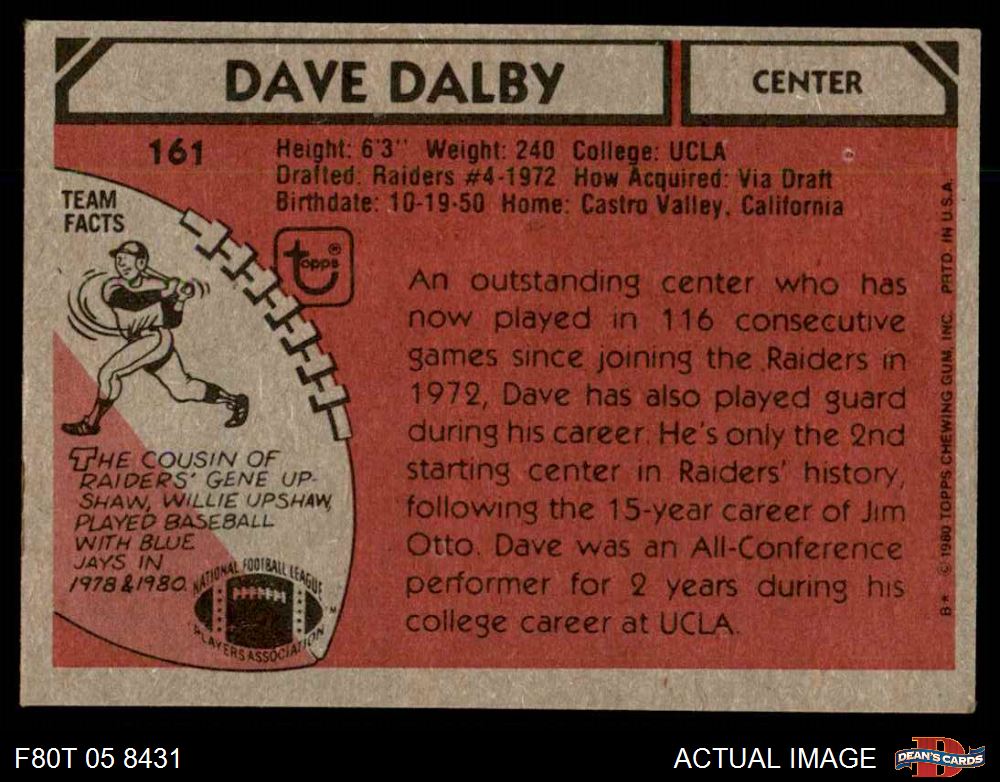 DAVE DALBY
CENTER
161
Height: 6'3" Weight: 240 College: UCLA
Drafted: Raiders #4-1972 How Acquired: Via Draft
Birthdate: 10-19-50 Home: Castro Valley, California
TEAM
FACTS
topps®
An outstanding center who has
now played in 116 consecutive
games since joining the Raiders in
1972, Dave has also played guard
during his career. He's only the 2nd
starting center in Raiders' history,
following the 15-year career of Jim
Otto. Dave was an All-Conference
performer for 2 years during his
college career at UCLA.
THE COUSIN OF
RAIDERS' GENE UP-
SHAW, WILLIE UPSHAW,
PLAYED BASEBALL
WITH BLUE
JAYS IN
1978 & 1980.
NATIONAL FOOTBALL LEAGUE
PLAYERS ASSOCIATION
TM
B* © 1980 TOPPS CHEWING GUM, INC. PRTD. IN U.S.A.
F80T 05 8431
ACTUAL IMAGE
D
DEAN'S CARDS